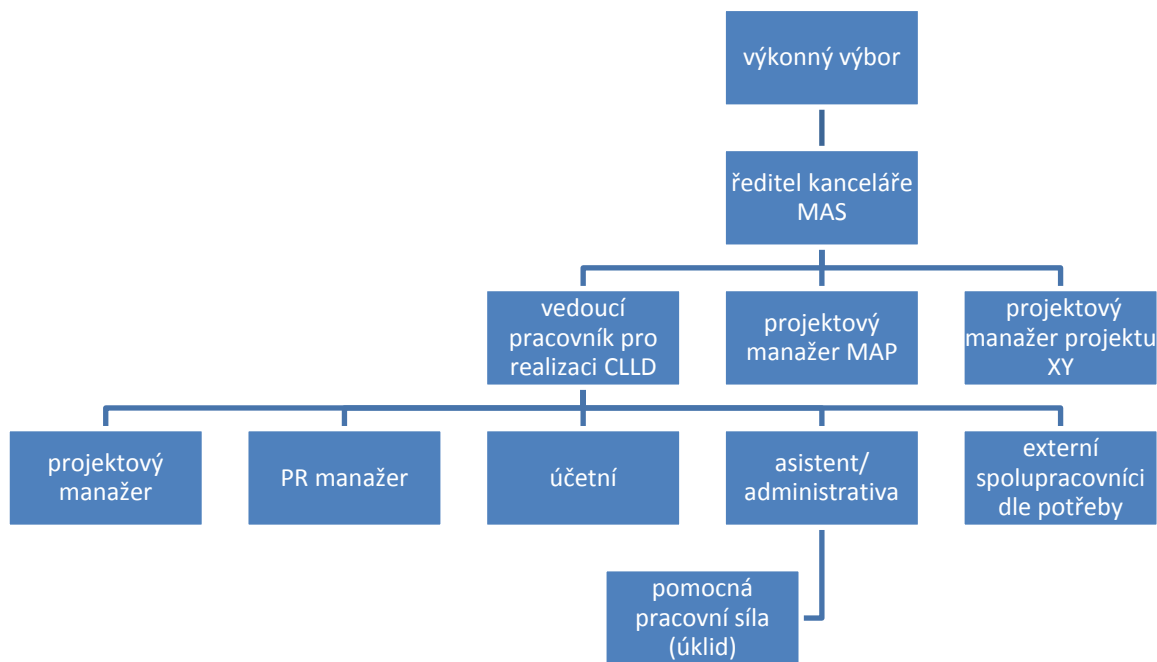 výkonný výbor
ředitel kanceláře
MAS
vedoucí
pracovník pro
realizaci CLLD
projektový
manažer MAP
projektový
manažer projektu
XY
projektový
manažer
PR manažer
účetní
asistent/
administrativa
externí
spolupracovníci
dle potřeby
pomocná
pracovní síla
(úklid)